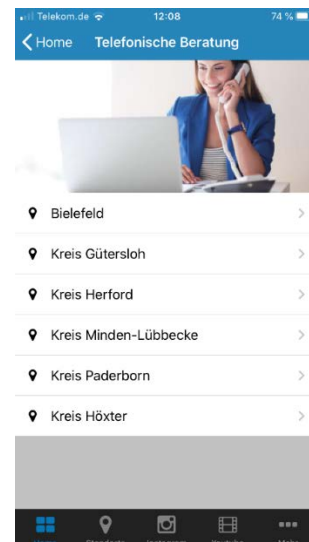 Telekom.de 12:08 74 %
Home Telefonische Beratung
Bielefeld
Kreis Gütersloh
Kreis Herford
Kreis Minden-Lübbecke
Kreis Paderborn
Kreis Höxter